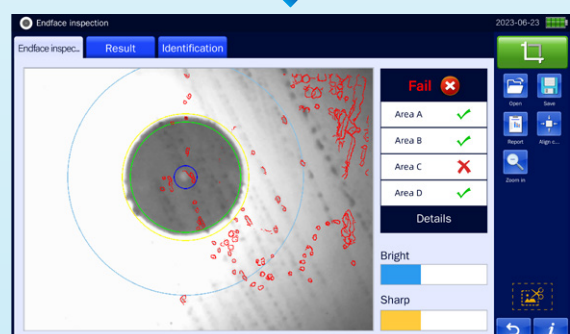 Endface inspection
2023-06-23
Endface inspec..
Result
Identification
Fail
Area A
Area B
Area C
Area D
Details
Bright
Sharp
Open
Save
Report
Align c...
Zoom in